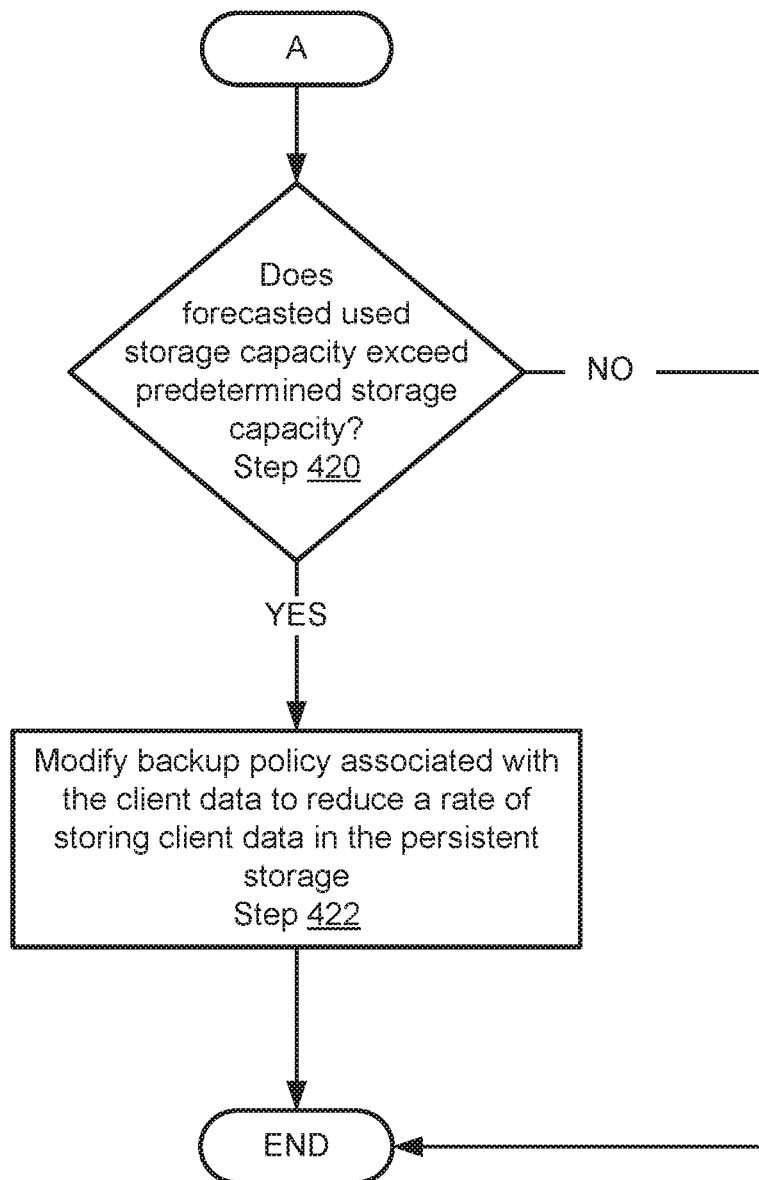 A
Does
forecasted used
storage capacity exceed
predetermined storage
capacity?
Step 420
NO
YES
Modify backup policy associated with
the client data to reduce a rate of
storing client data in the persistent
storage
Step 422
END